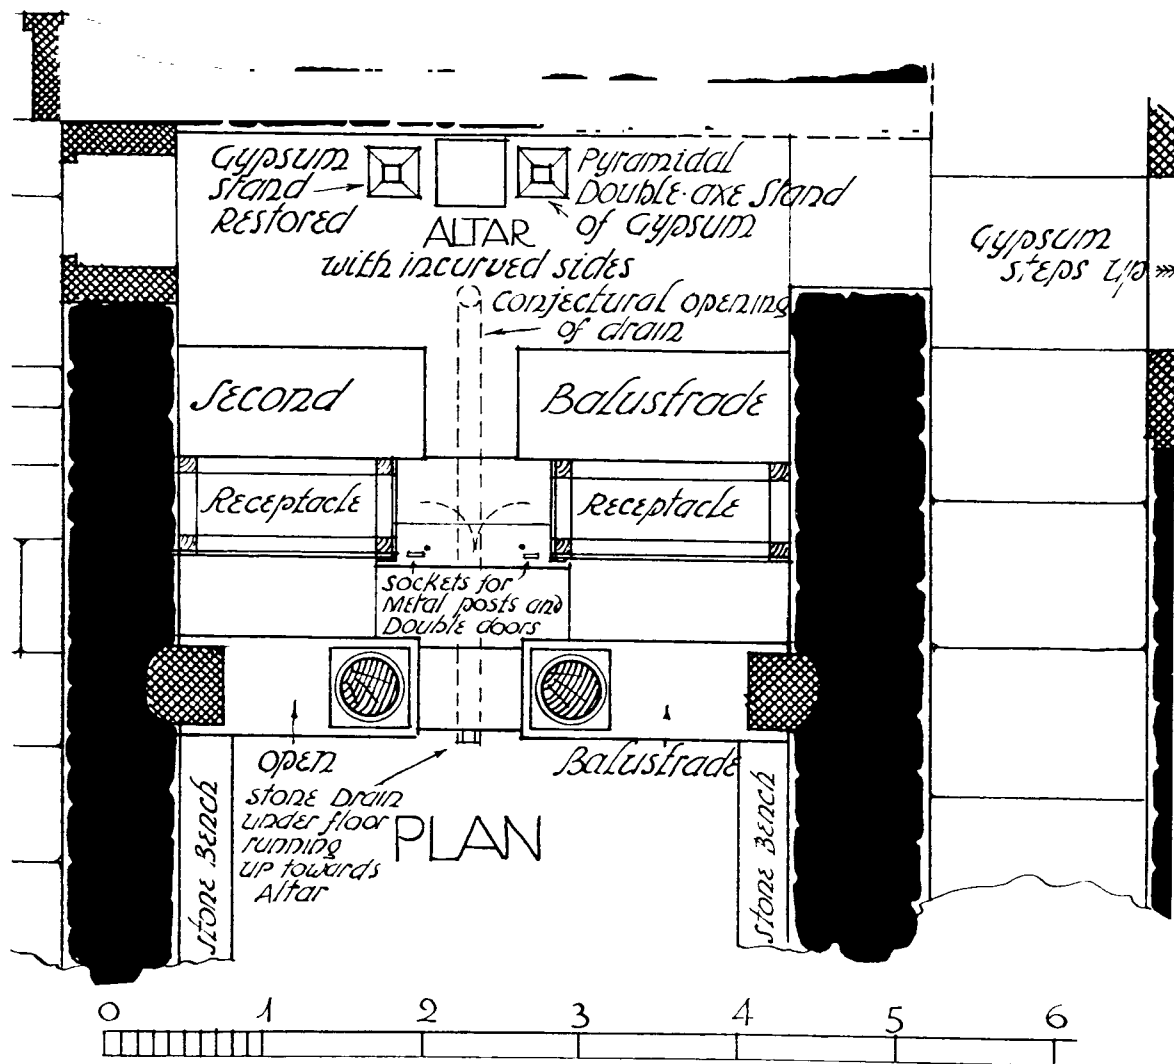 Gypsum
stand
Restored
Pyramidal
Double-axe Stand
of Gypsum
ALTAR
with incurved sides
Gypsum
steps up
Conjectural opening
of drain
Second
Balustrade
Receptacle
Receptacle
Sockets for
Metal posts and
Double doors
Open
Balustrade
Stone Drain
under floor
running
up towards
Altar
PLAN
Stone Bench
Stone Bench
0 1 2 3 4 5 6